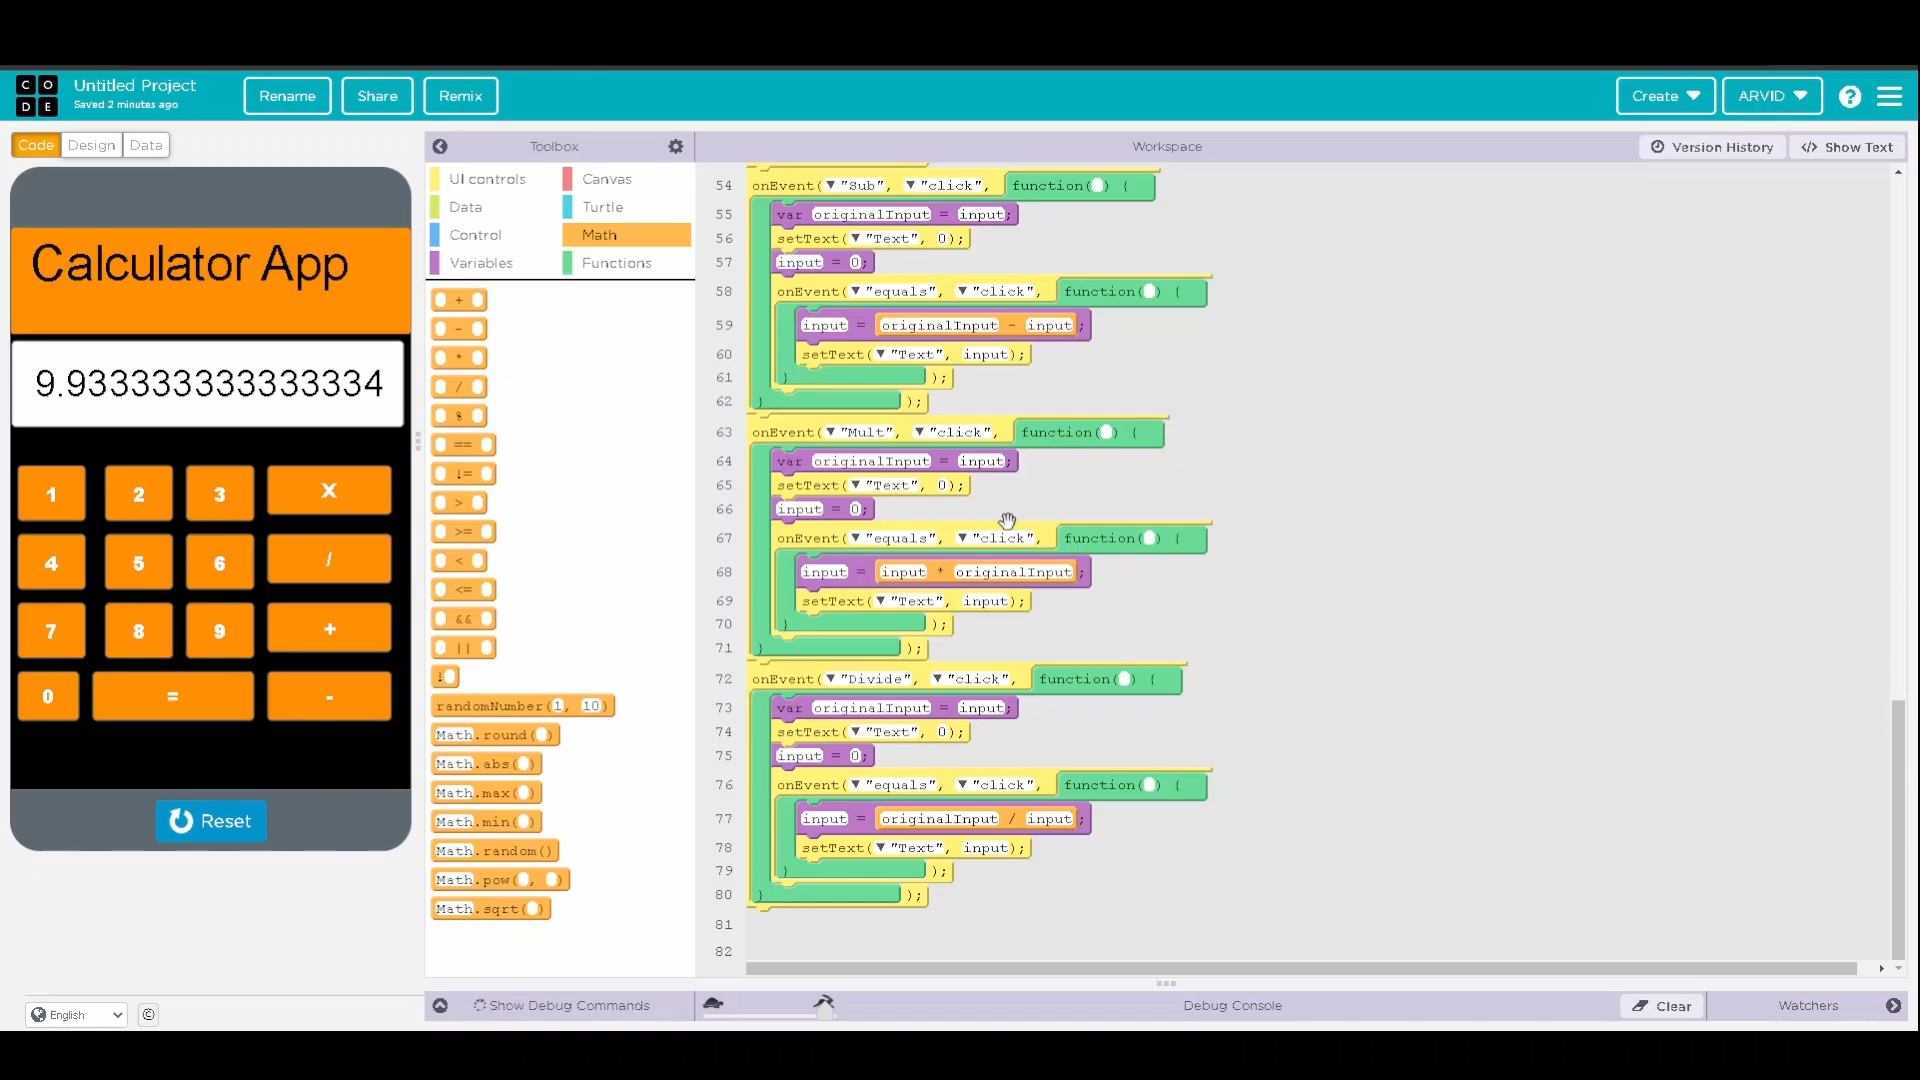 C O
D E
Untitled Project
Saved 2 minutes ago
Rename
Share
Remix
Create
ARVID
?
Code
Design
Data
Toolbox
Workspace
Version History
</> Show Text
Calculator App
9.933333333333334
1
2
3
X
4
5
6
/
7
8
9
+
0
=
-
Reset
UI controls
Canvas
Data
Turtle
Control
Math
Variables
Functions
+
-
*
/
%
==
!=
>
>=
<
<=
&&
||
!
randomNumber(1, 10)
Math.round( )
Math.abs( )
Math.max( )
Math.min( )
Math.random()
Math.pow( , )
Math.sqrt( )
54 onEvent(▼"Sub", ▼"click", function( ) {
55 var originalInput = input;
56 setText(▼"Text", 0);
57 input = 0;
58 onEvent(▼"equals", ▼"click", function( ) {
59 input = originalInput - input;
60 setText(▼"Text", input);
61 } );
62 } );
63 onEvent(▼"Mult", ▼"click", function( ) {
64 var originalInput = input;
65 setText(▼"Text", 0);
66 input = 0;
67 onEvent(▼"equals", ▼"click", function( ) {
68 input = input * originalInput;
69 setText(▼"Text", input);
70 } );
71 } );
72 onEvent(▼"Divide", ▼"click", function( ) {
73 var originalInput = input;
74 setText(▼"Text", 0);
75 input = 0;
76 onEvent(▼"equals", ▼"click", function( ) {
77 input = originalInput / input;
78 setText(▼"Text", input);
79 } );
80 } );
81
82
English
©
Show Debug Commands
Debug Console
Clear
Watchers